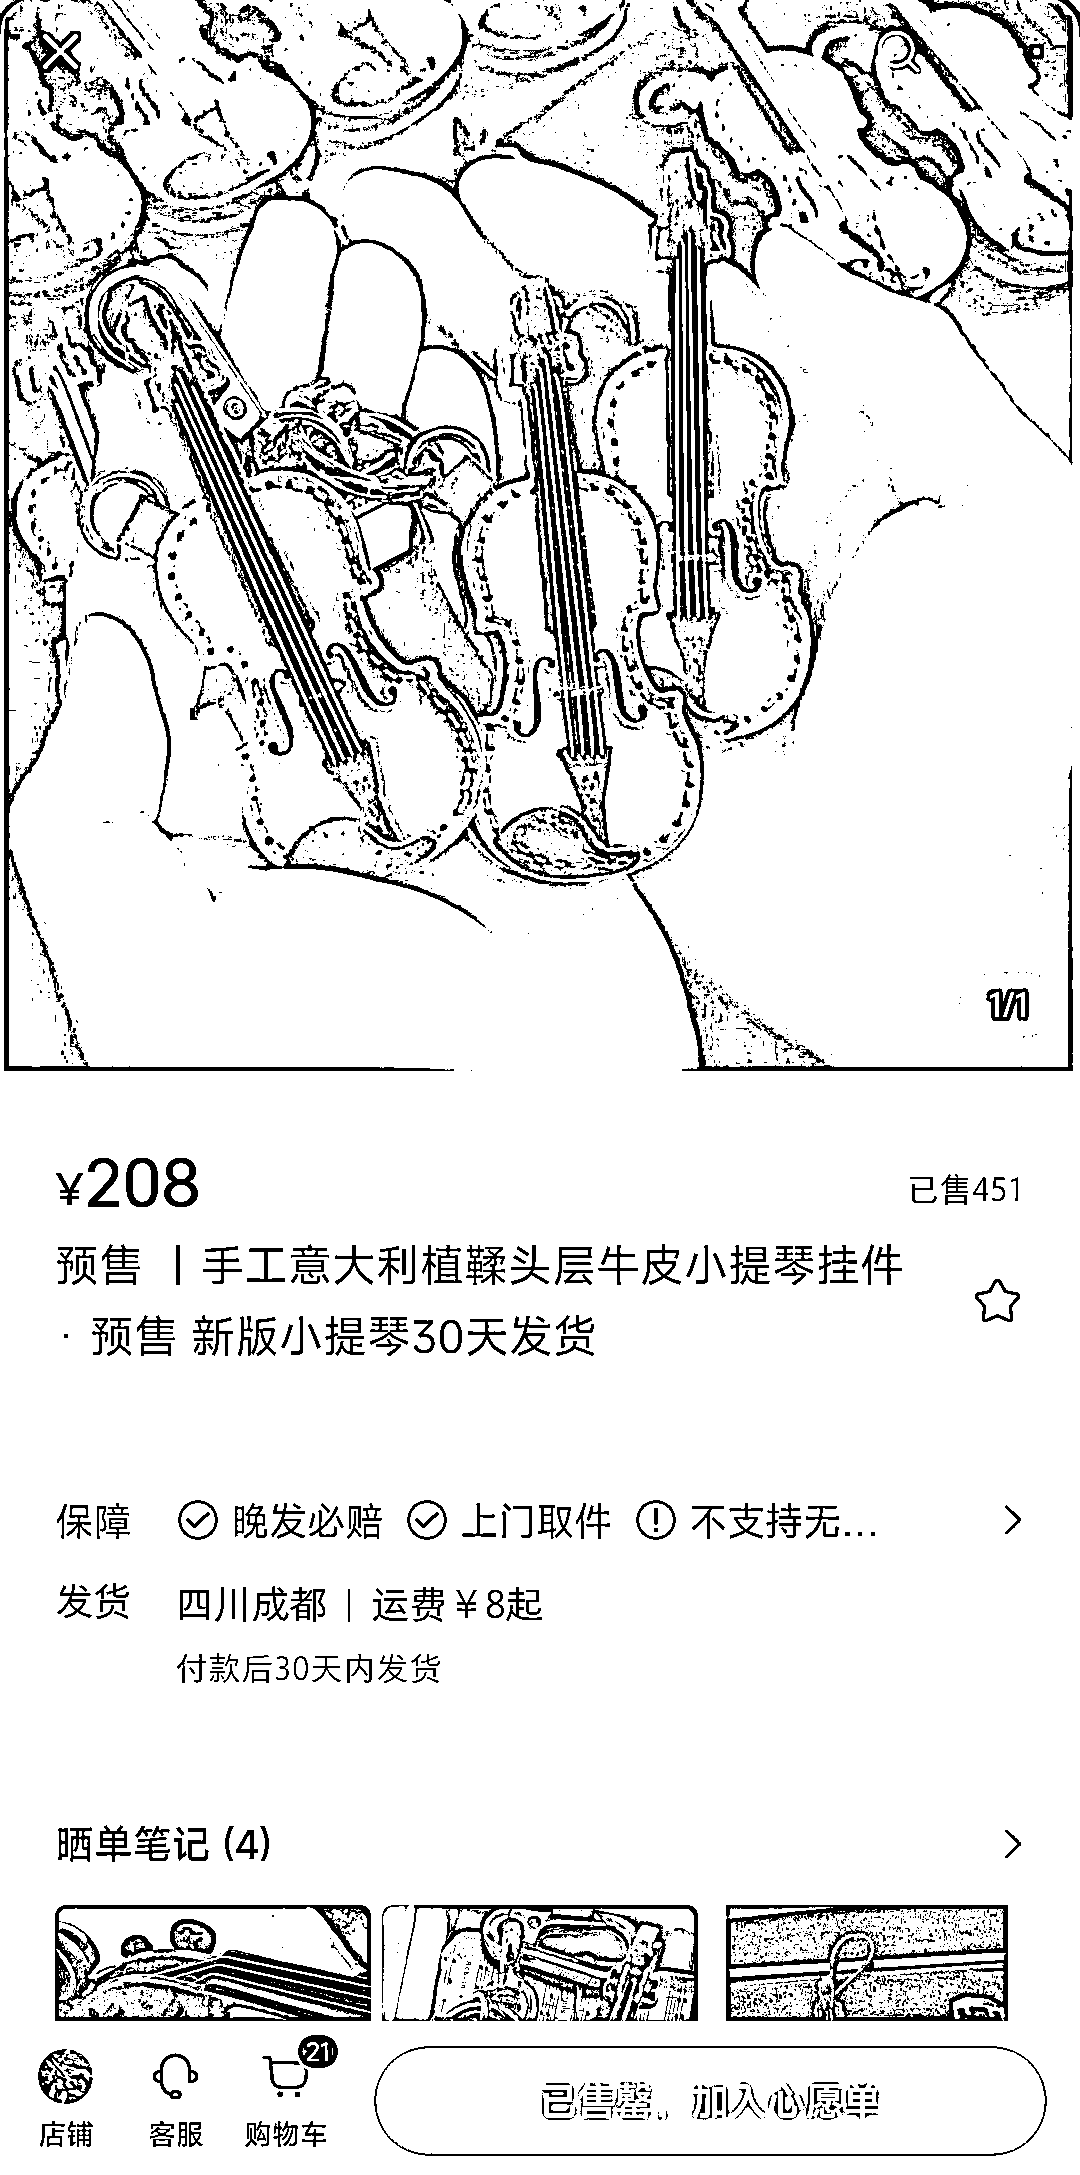 1/1
¥208
已售451
预售 | 手工意大利植鞣头层牛皮小提琴挂件
· 预售 新版小提琴30天发货
保障 晚发必赔 上门取件 不支持无...
发货 四川成都 | 运费¥8起
付款后30天内发货
晒单笔记 (4)
21
店铺 客服 购物车 已售罄，加入心愿单